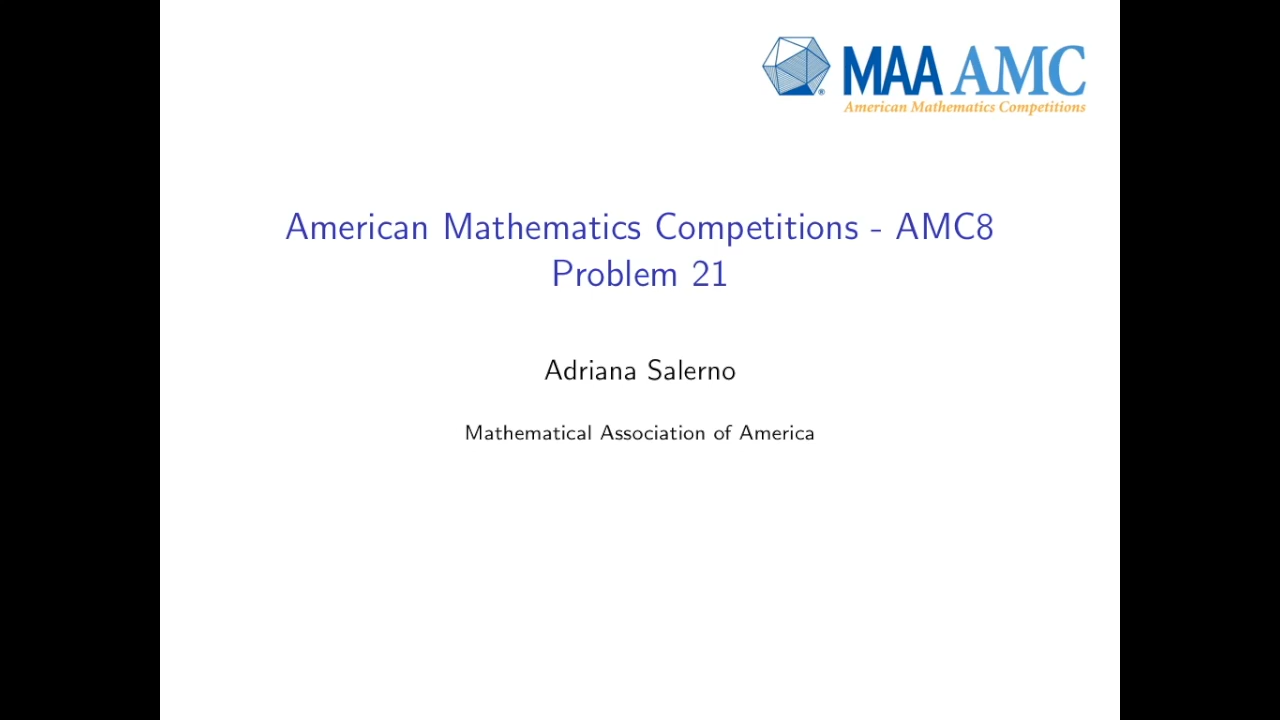 MAA AMC
American Mathematics Competitions
American Mathematics Competitions - AMC8
Problem 21
Adriana Salerno
Mathematical Association of America